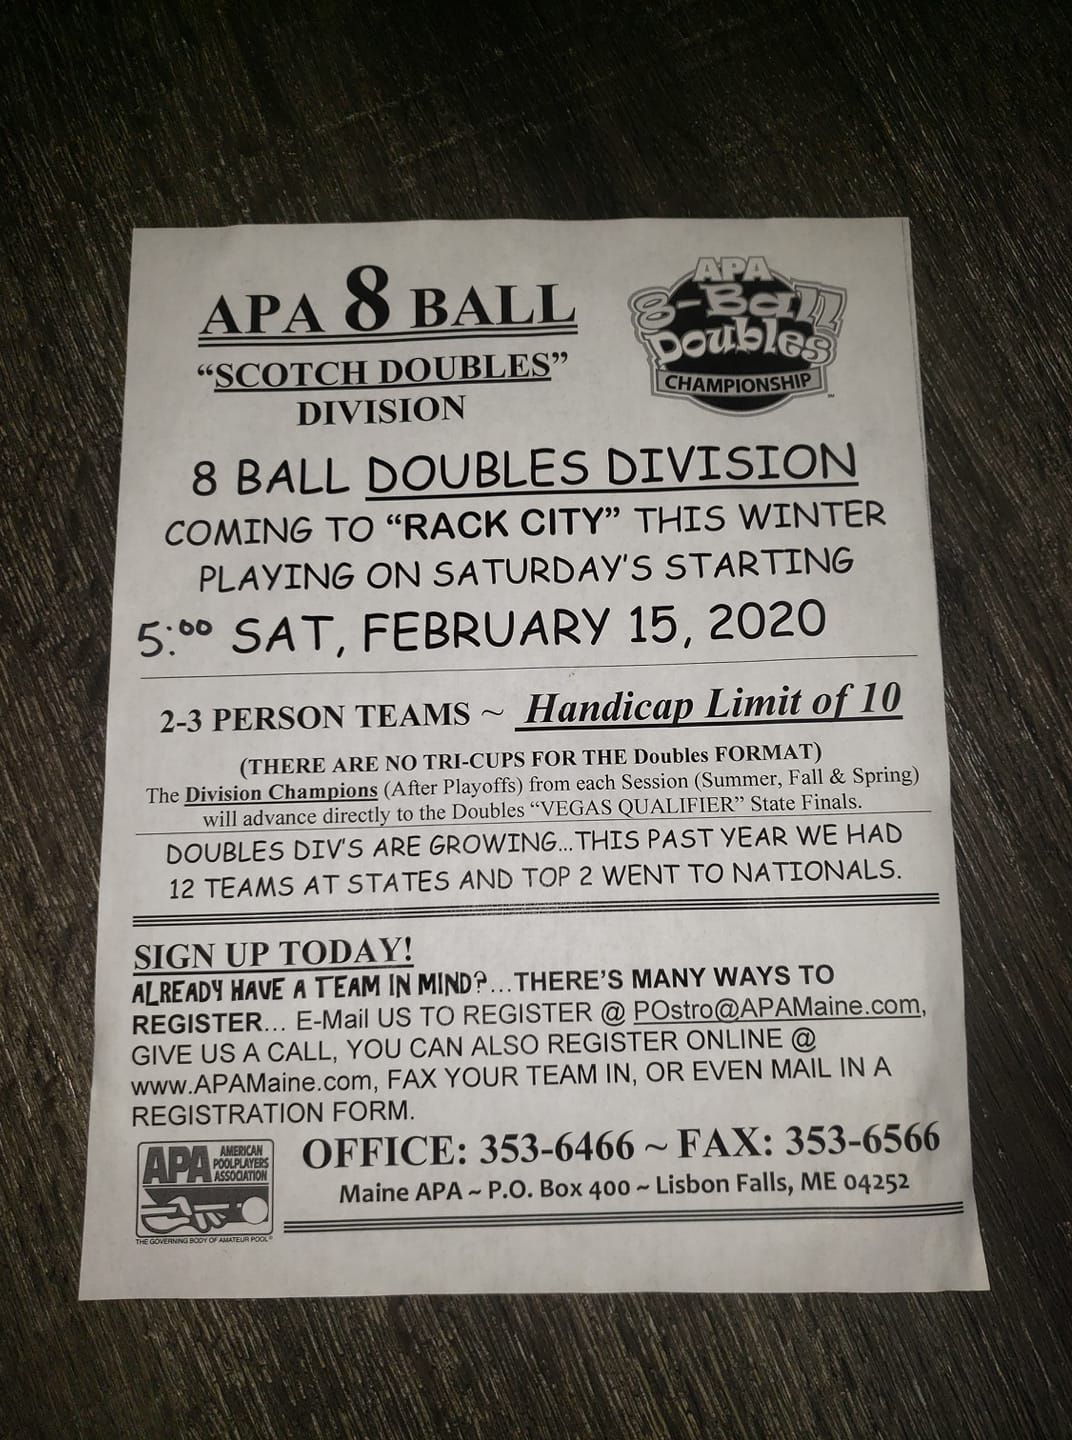 APA 8 BALL
"SCOTCH DOUBLES"
DIVISION
APA
8-Ball
Doubles
CHAMPIONSHIP
SM
8 BALL DOUBLES DIVISION
COMING TO "RACK CITY" THIS WINTER
PLAYING ON SATURDAY'S STARTING
5:00 SAT, FEBRUARY 15, 2020
2-3 PERSON TEAMS ~ Handicap Limit of 10
(THERE ARE NO TRI-CUPS FOR THE Doubles FORMAT)
The Division Champions (After Playoffs) from each Session (Summer, Fall & Spring)
will advance directly to the Doubles "VEGAS QUALIFIER" State Finals.
DOUBLES DIV'S ARE GROWING...THIS PAST YEAR WE HAD
12 TEAMS AT STATES AND TOP 2 WENT TO NATIONALS.
SIGN UP TODAY!
ALREADY HAVE A TEAM IN MIND?...THERE'S MANY WAYS TO
REGISTER... E-Mail US TO REGISTER @ POstro@APAMaine.com,
GIVE US A CALL, YOU CAN ALSO REGISTER ONLINE @
www.APAMaine.com, FAX YOUR TEAM IN, OR EVEN MAIL IN A
REGISTRATION FORM.
APA AMERICAN
POOLPLAYERS
ASSOCIATION
THE GOVERNING BODY OF AMATEUR POOL®
OFFICE: 353-6466 ~ FAX: 353-6566
Maine APA ~ P.O. Box 400 ~ Lisbon Falls, ME 04252